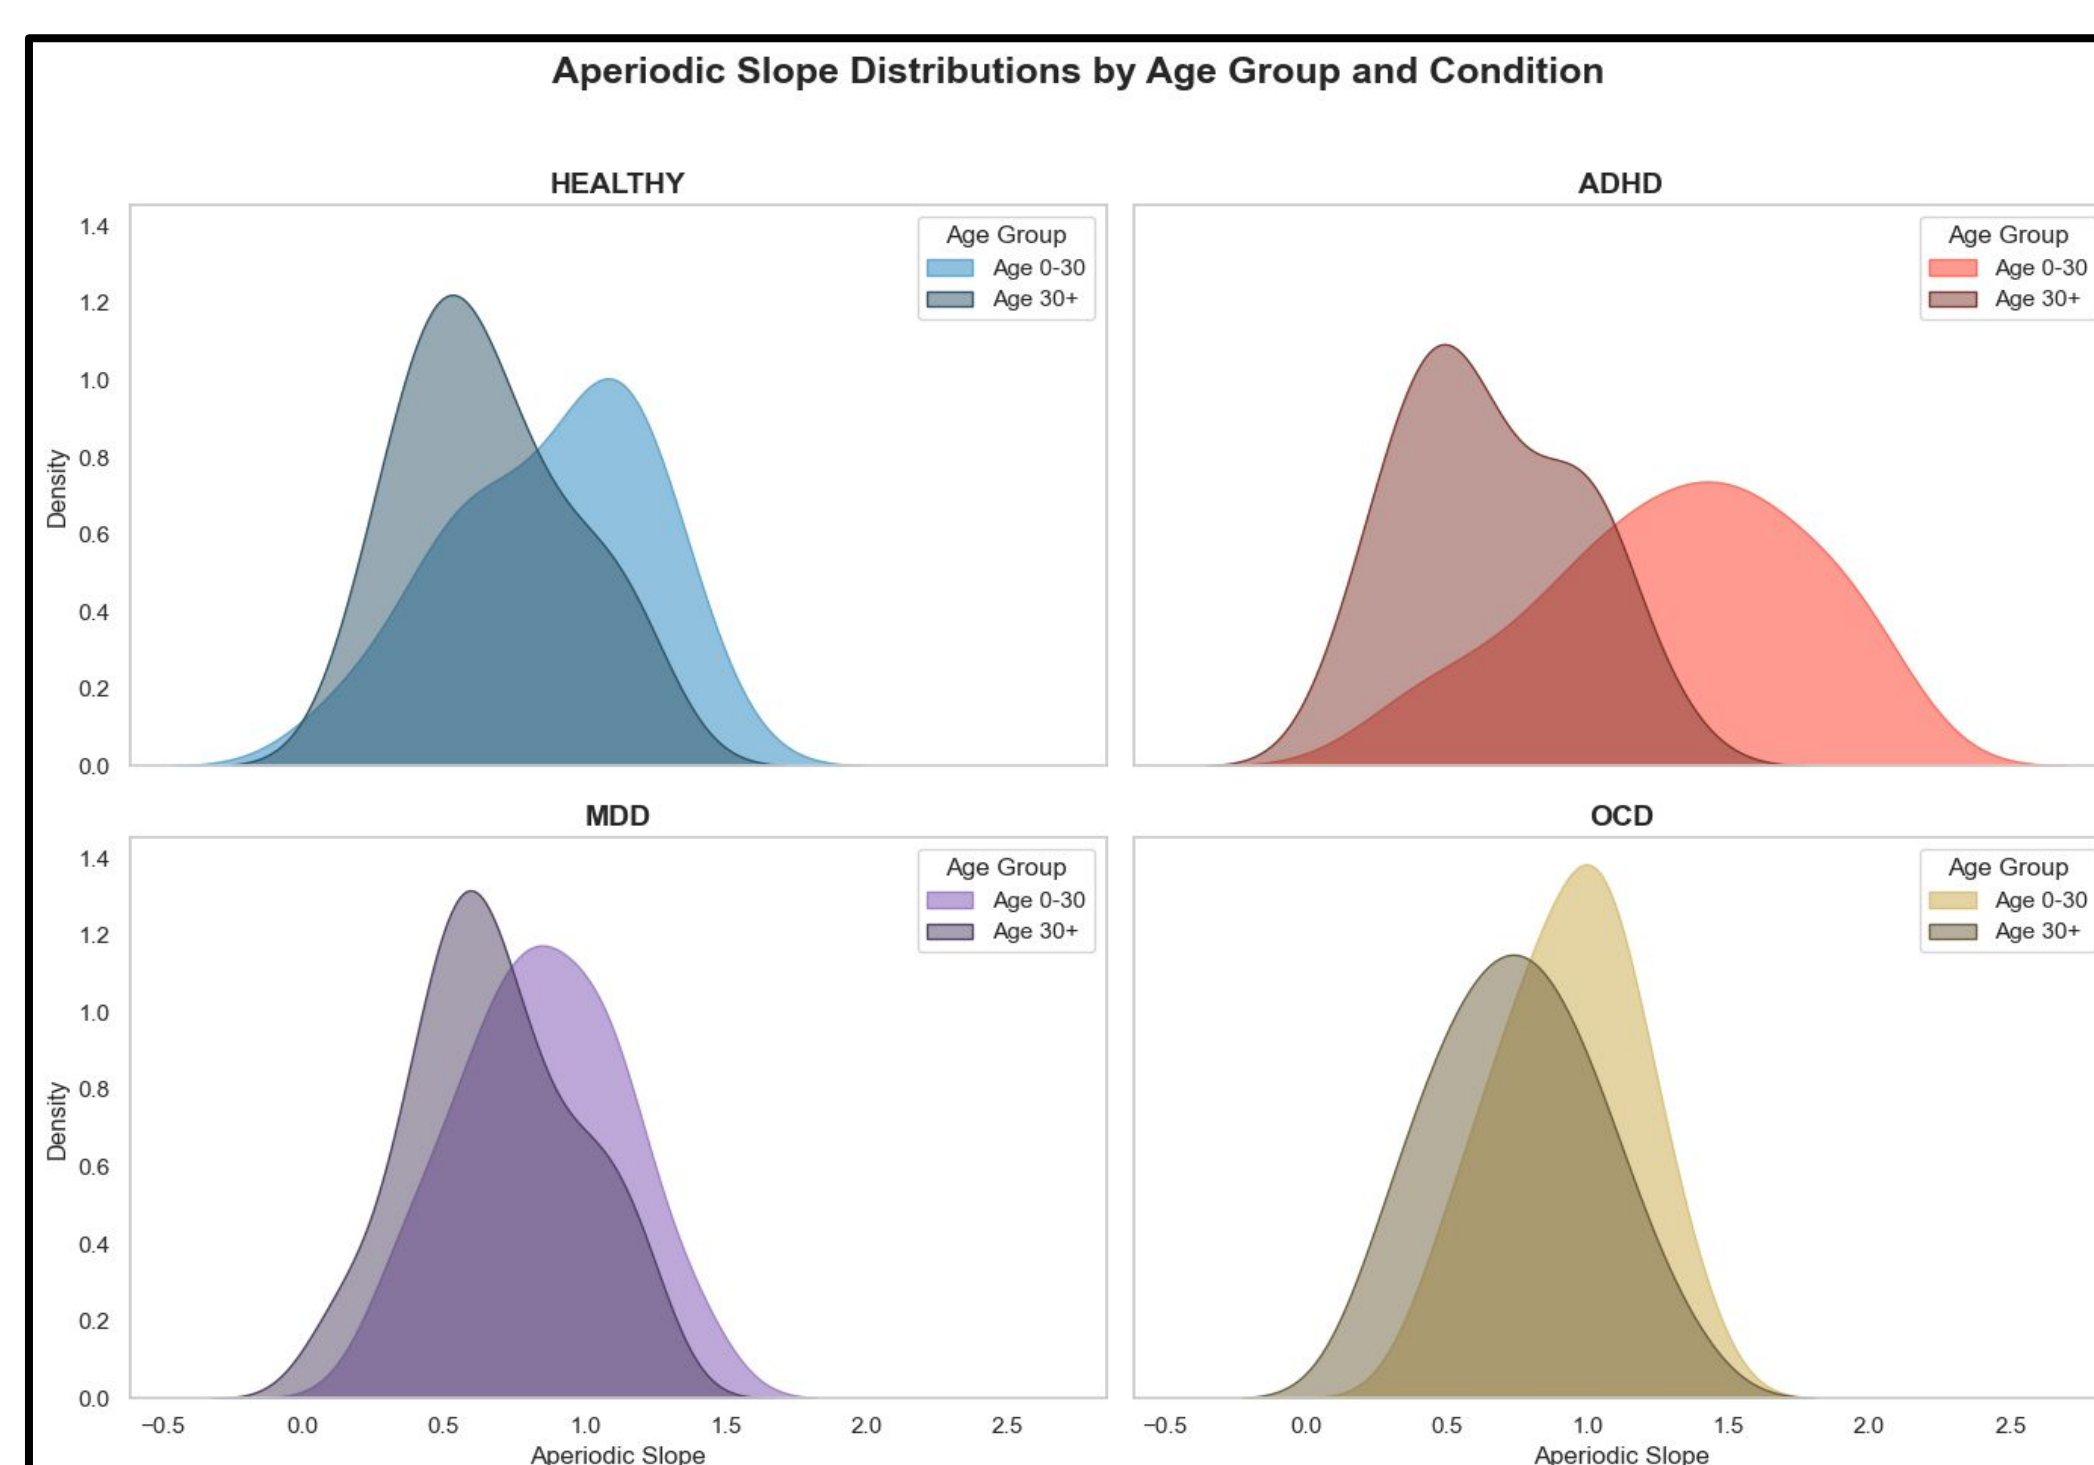 Aperiodic Slope Distributions by Age Group and Condition
HEALTHY
1.4
1.2
1.0
0.8
0.6
0.4
0.2
0.0
Density
Age Group
Age 0-30
Age 30+
ADHD
Age Group
Age 0-30
Age 30+
MDD
1.4
1.2
1.0
0.8
0.6
0.4
0.2
0.0
Density
Age Group
Age 0-30
Age 30+
−0.5 0.0 0.5 1.0 1.5 2.0 2.5
Aperiodic Slope
OCD
Age Group
Age 0-30
Age 30+
−0.5 0.0 0.5 1.0 1.5 2.0 2.5
Aperiodic Slope